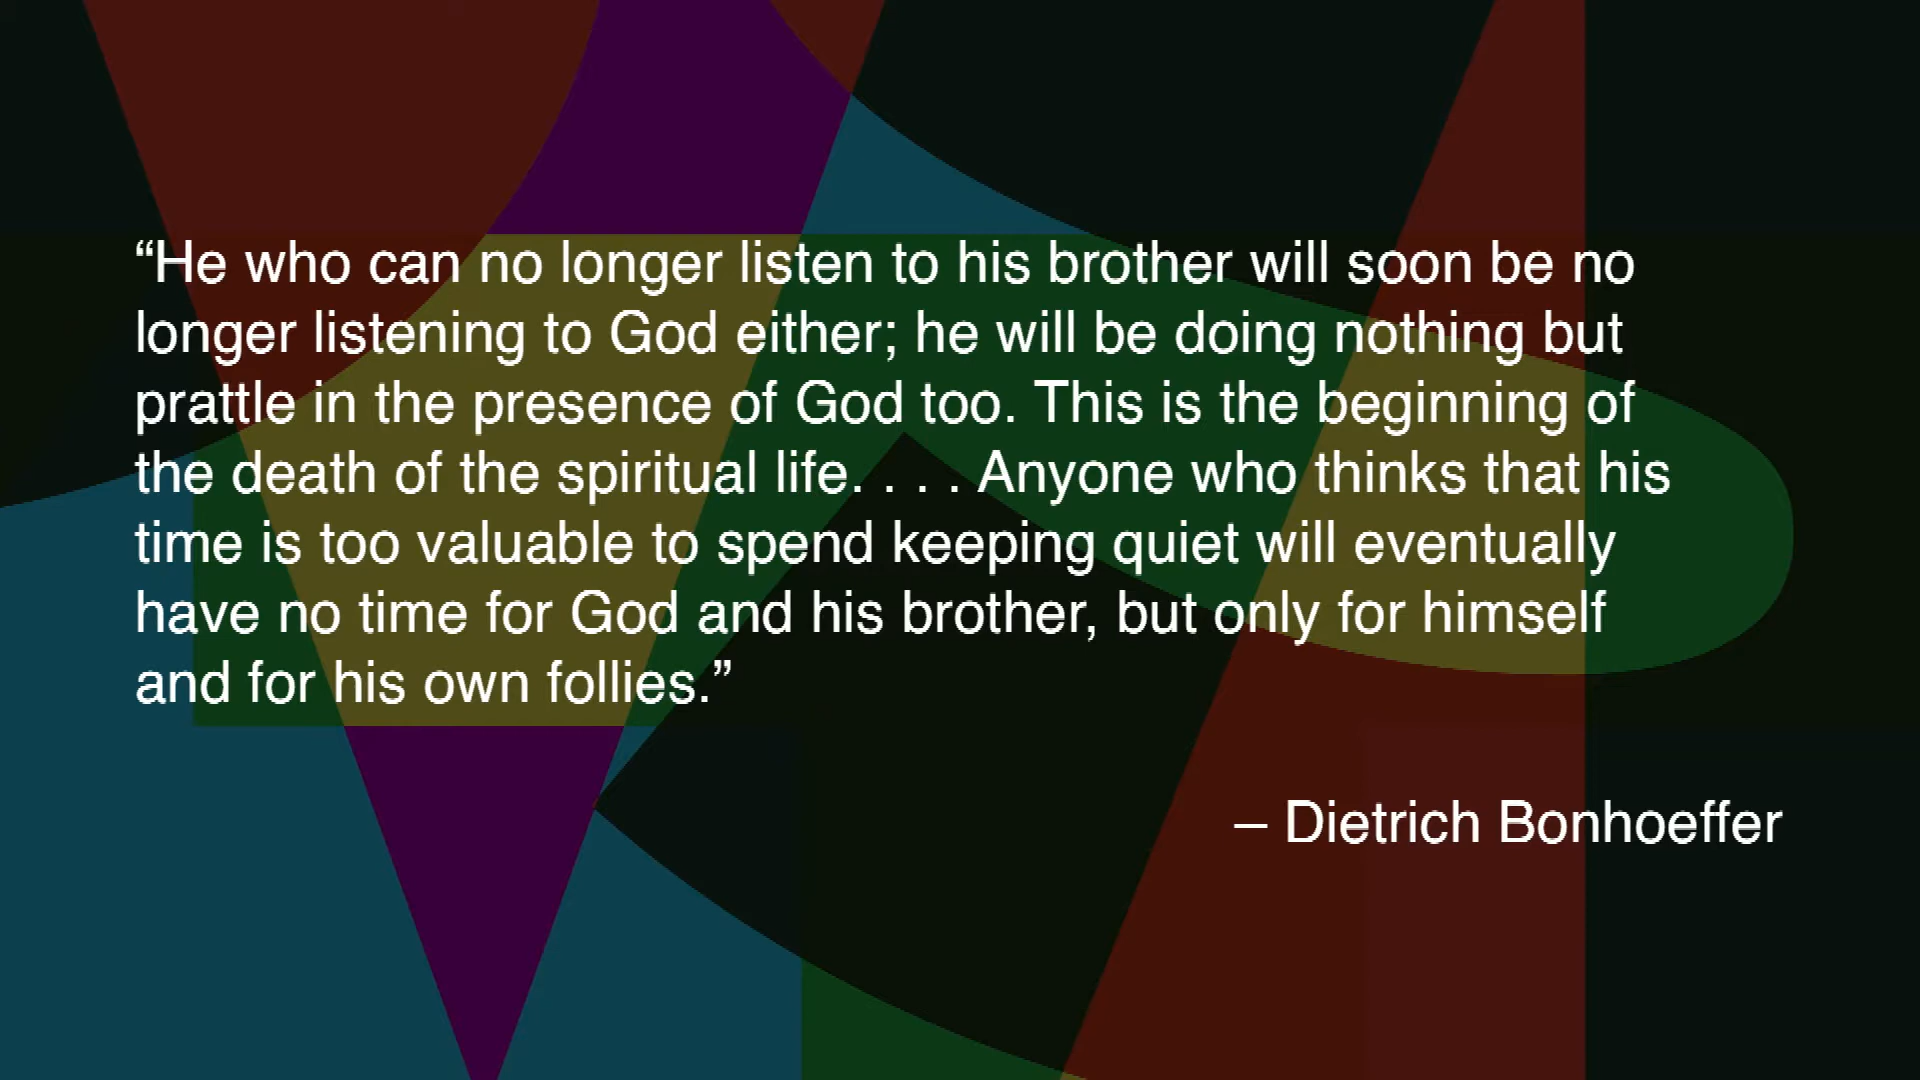 “He who can no longer listen to his brother will soon be no
longer listening to God either; he will be doing nothing but
prattle in the presence of God too. This is the beginning of
the death of the spiritual life. . . . Anyone who thinks that his
time is too valuable to spend keeping quiet will eventually
have no time for God and his brother, but only for himself
and for his own follies.”
– Dietrich Bonhoeffer